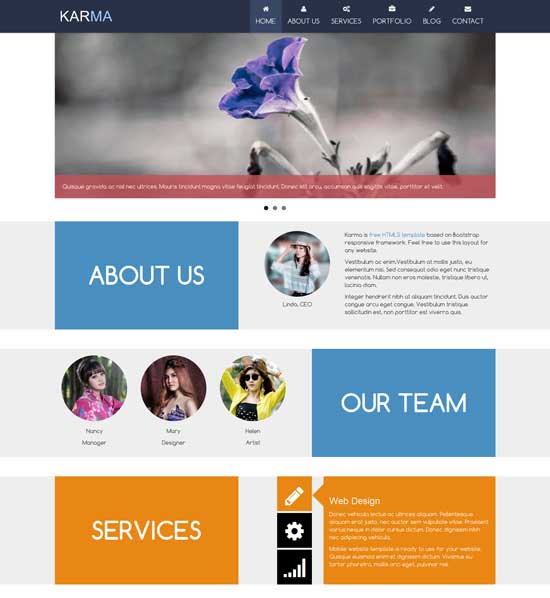 KARMA
HOME ABOUT US SERVICES PORTFOLIO BLOG CONTACT
Quisque gravida ac nisl nec ultrices. Mauris tincidunt magna vitae feugiat tincidunt. Donec elit arcu, accumsan quis sagittis vitae, porttitor et velit.
ABOUT US
Linda, CEO
Karma is free HTML5 template based on Bootstrap
responsive framework. Feel free to use this layout for
any website.
Vestibulum ac enim.Vestibulum at mollis justo, eu
elementum nisi. Sed consequat odio eget nunc tristique
venenatis. Nullam non eros molestie, tristique libero ut,
lacinia diam.
Integer hendrerit nibh at aliquam tincidunt. Duis auctor
congue arcu eget congue. Vestibulum tristique
sollicitudin est, non porttitor est viverra quis.
Nancy
Manager
Mary
Designer
Helen
Artist
OUR TEAM
SERVICES
Web Design
Donec vehicula lectus ac ultrices aliquam. Pellentesque
aliquam erat justo, nec auctor sem vulputate vitae. Praesent
varius neque in dolor cursus dictum. Donec dignissim nibh
nec adipiscing vehicula.
Mobile website template is ready to use for your website.
Quisque euismod enim et dignissim dictum. Vivamus eu
tortor pharetra, mollis orci eget, pulvinar nisl.